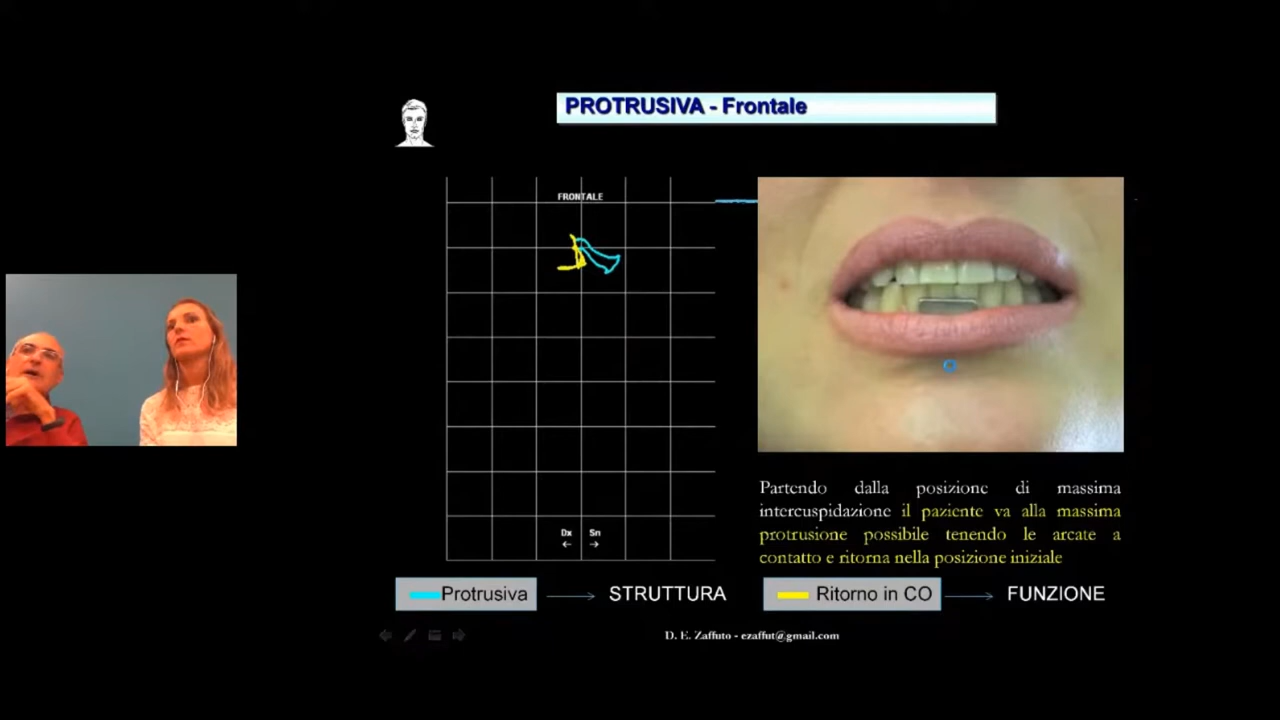 PROTRUSIVA - Frontale
FRONTALE
Dx Sn
← →
Partendo dalla posizione di massima
intercuspidazione il paziente va alla massima
protrusione possibile tenendo le arcate a
contatto e ritorna nella posizione iniziale
Protrusiva → STRUTTURA Ritorno in CO → FUNZIONE
D. E. Zaffuto - ezaffut@gmail.com